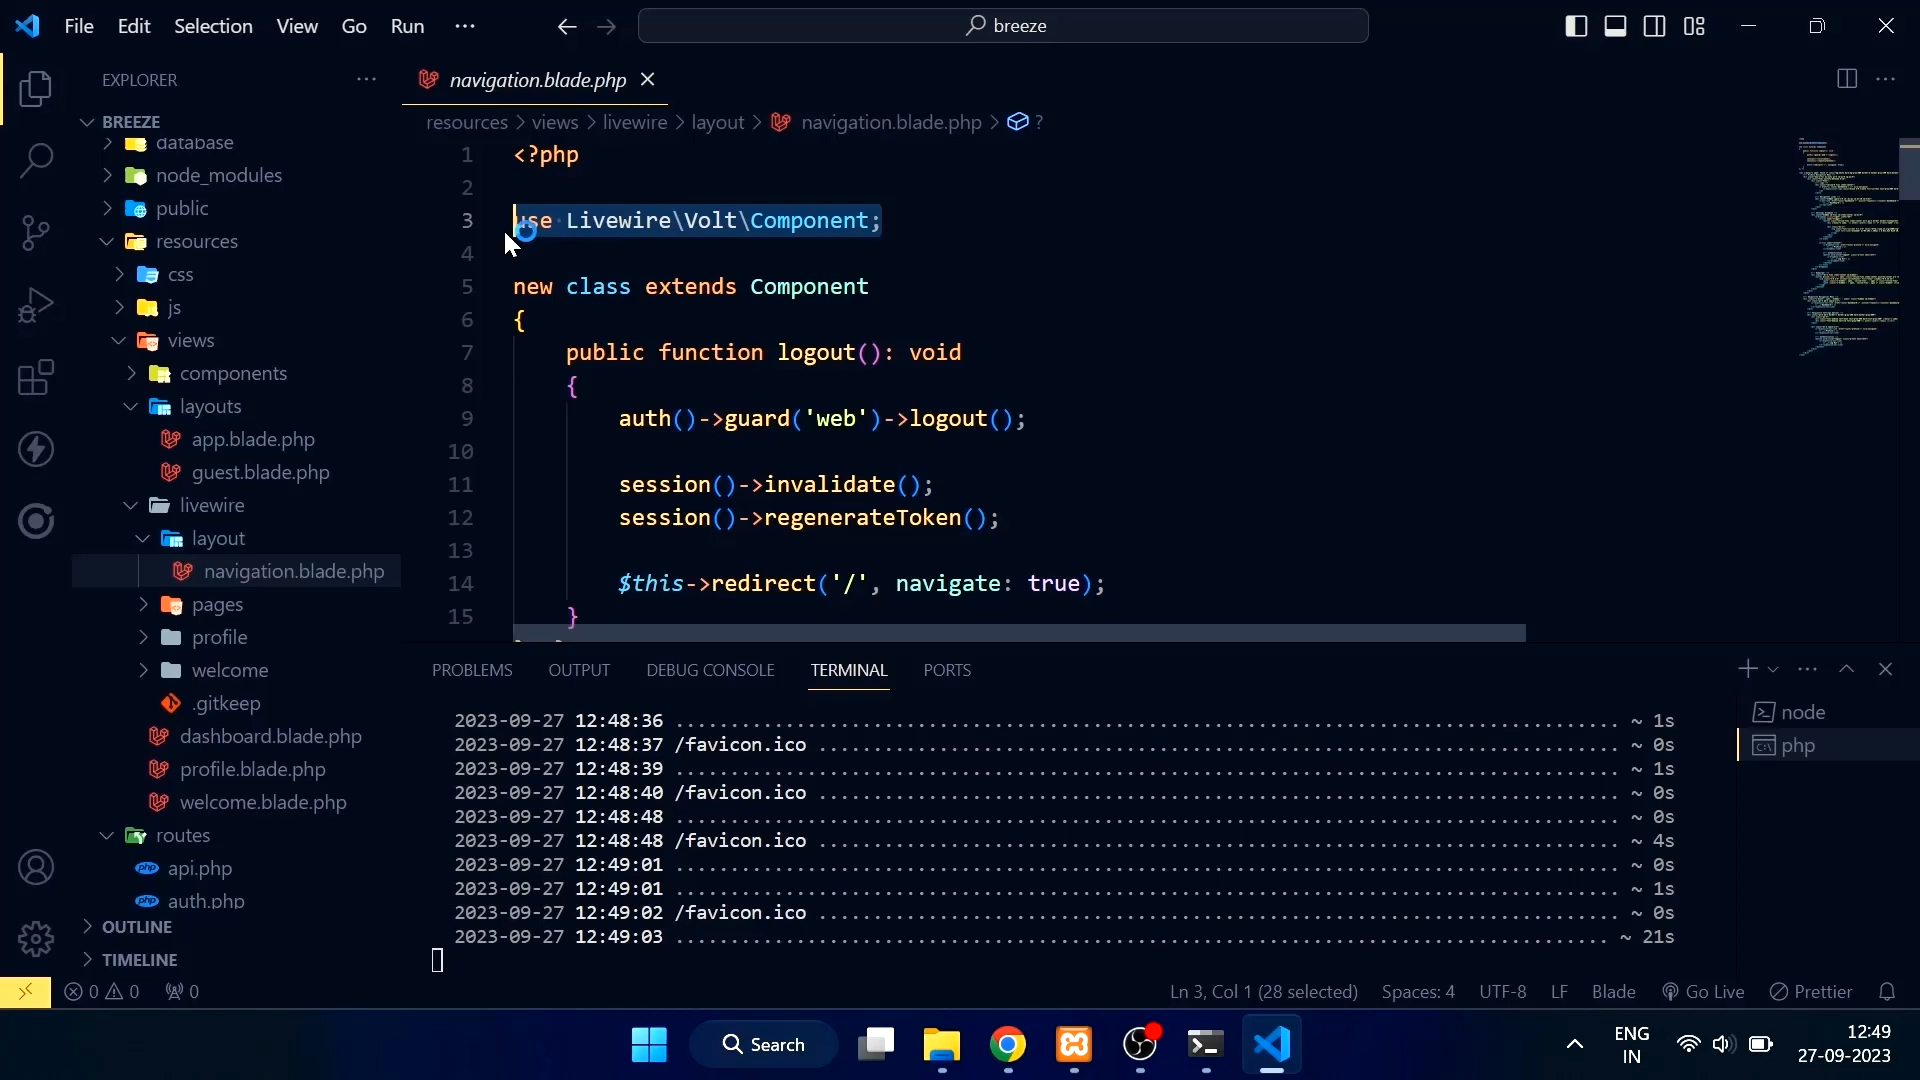 File Edit Selection View Go Run ···
breeze
EXPLORER ···
BREEZE
database
node_modules
public
resources
css
js
views
components
layouts
app.blade.php
guest.blade.php
livewire
layout
navigation.blade.php
pages
profile
welcome
.gitkeep
dashboard.blade.php
profile.blade.php
welcome.blade.php
routes
api.php
auth.php
OUTLINE
TIMELINE
navigation.blade.php
resources > views > livewire > layout > navigation.blade.php > ?
1 <?php
2
3 use Livewire\Volt\Component;
4
5 new class extends Component
6 {
7 public function logout(): void
8 {
9 auth()->guard('web')->logout();
10
11 session()->invalidate();
12 session()->regenerateToken();
13
14 $this->redirect('/', navigate: true);
15 }
PROBLEMS OUTPUT DEBUG CONSOLE TERMINAL PORTS
2023-09-27 12:48:36 ........................................ ~ 1s
2023-09-27 12:48:37 /favicon.ico ........................................ ~ 0s
2023-09-27 12:48:39 ........................................ ~ 1s
2023-09-27 12:48:40 /favicon.ico ........................................ ~ 0s
2023-09-27 12:48:48 ........................................ ~ 0s
2023-09-27 12:48:48 /favicon.ico ........................................ ~ 4s
2023-09-27 12:49:01 ........................................ ~ 0s
2023-09-27 12:49:01 ........................................ ~ 1s
2023-09-27 12:49:02 /favicon.ico ........................................ ~ 0s
2023-09-27 12:49:03 ........................................ ~ 21s
node
php
0 0 0
Ln 3, Col 1 (28 selected) Spaces: 4 UTF-8 LF Blade Go Live Prettier
Search
ENG
IN
12:49
27-09-2023